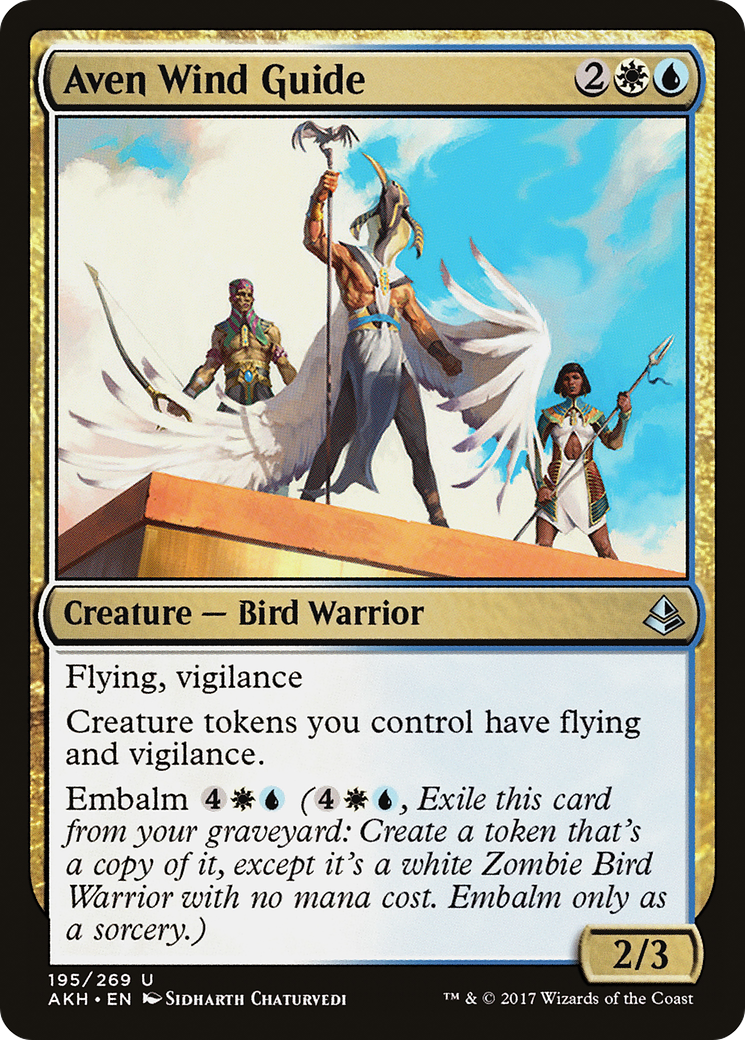 Aven Wind Guide 2
Creature — Bird Warrior
Flying, vigilance
Creature tokens you control have flying
and vigilance.
Embalm 4 (4, Exile this card
from your graveyard: Create a token that's
a copy of it, except it's a white Zombie Bird
Warrior with no mana cost. Embalm only as
a sorcery.)
2/3
195/269 U
AKH • EN Sidharth Chaturvedi ™ & © 2017 Wizards of the Coast